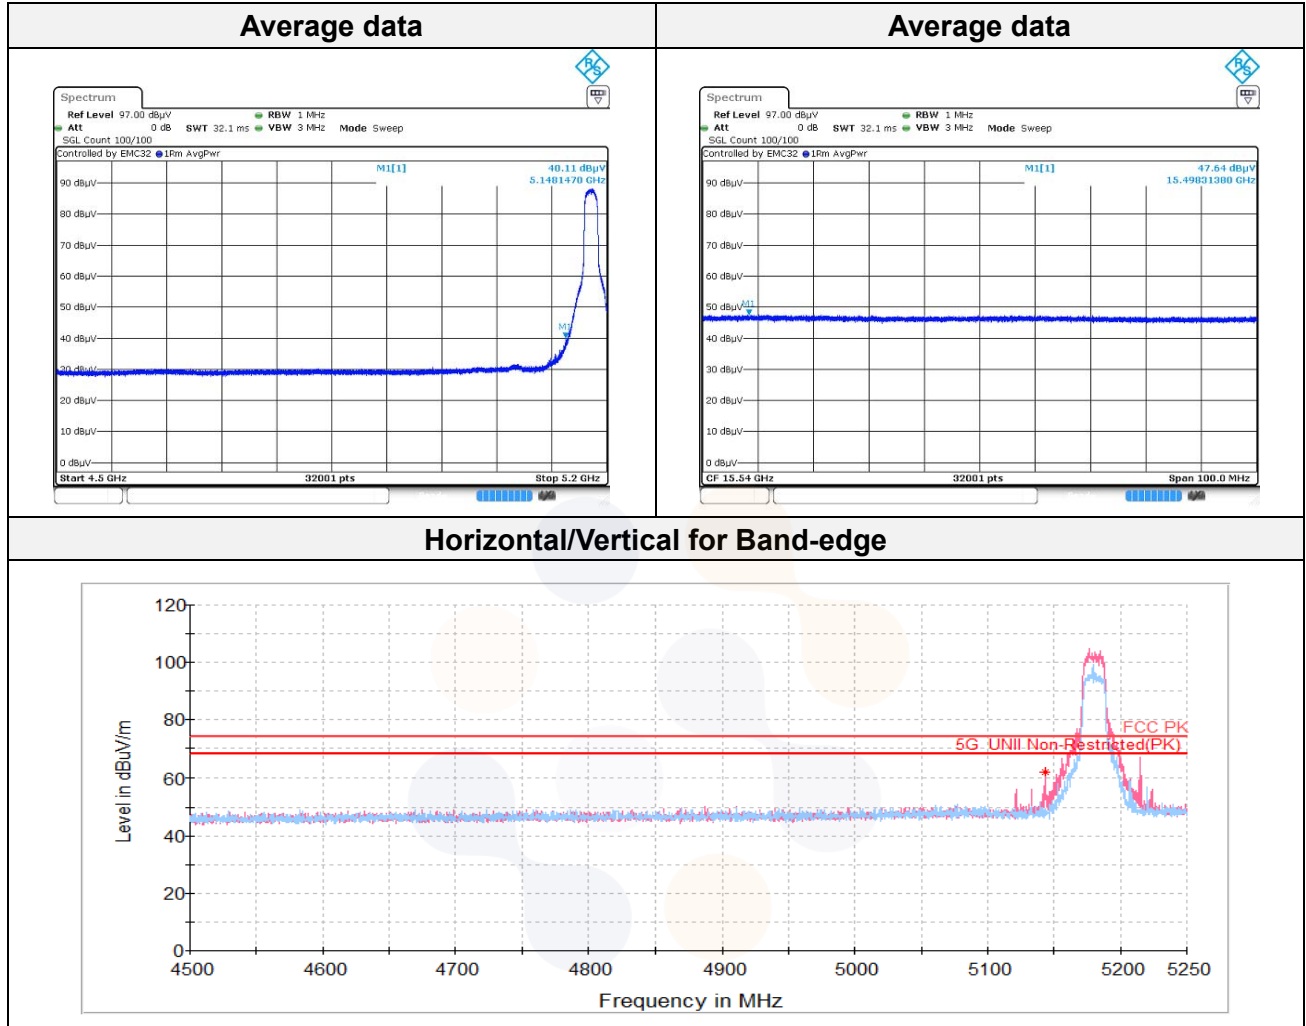 Average data
Average data
R&S
Spectrum
Ref Level 97.00 dBµV RBW 1 MHz
Att 0 dB SWT 32.1 ms VBW 3 MHz Mode Sweep
SGL Count 100/100
Controlled by EMC32 1Rm AvgPwr
M1[1] 40.11 dBµV
5.1481470 GHz
90 dBµV
80 dBµV
70 dBµV
60 dBµV
50 dBµV
M1
40 dBµV
30 dBµV
20 dBµV
10 dBµV
0 dBµV
Start 4.5 GHz 32001 pts Stop 5.2 GHz
R&S
Spectrum
Ref Level 97.00 dBµV RBW 1 MHz
Att 0 dB SWT 32.1 ms VBW 3 MHz Mode Sweep
SGL Count 100/100
Controlled by EMC32 1Rm AvgPwr
M1[1] 47.64 dBµV
15.49831380 GHz
90 dBµV
80 dBµV
70 dBµV
60 dBµV
50 dBµV
M1
40 dBµV
30 dBµV
20 dBµV
10 dBµV
0 dBµV
CF 15.54 GHz 32001 pts Span 100.0 MHz
Horizontal/Vertical for Band-edge
Level in dBuV/m
120
100
80
60
40
20
0
FCC PK
5G UNII Non-Restricted(PK)
4500 4600 4700 4800 4900 5000 5100 5200 5250
Frequency in MHz